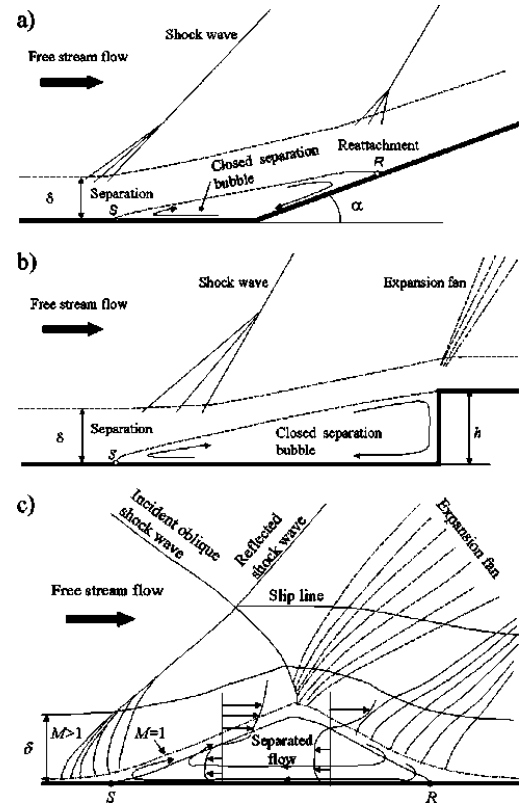 a)
Shock wave
Free stream flow
Closed separation
bubble
Reattachment
R
δ
Separation
S
α
b)
Shock wave
Expansion fan
Free stream flow
δ
Separation
S
Closed separation
bubble
h
c)
Incident oblique
shock wave
Reflected
shock wave
Expansion
fan
Free stream flow
Slip line
δ
M>1
M=1
Separated
flow
S
R